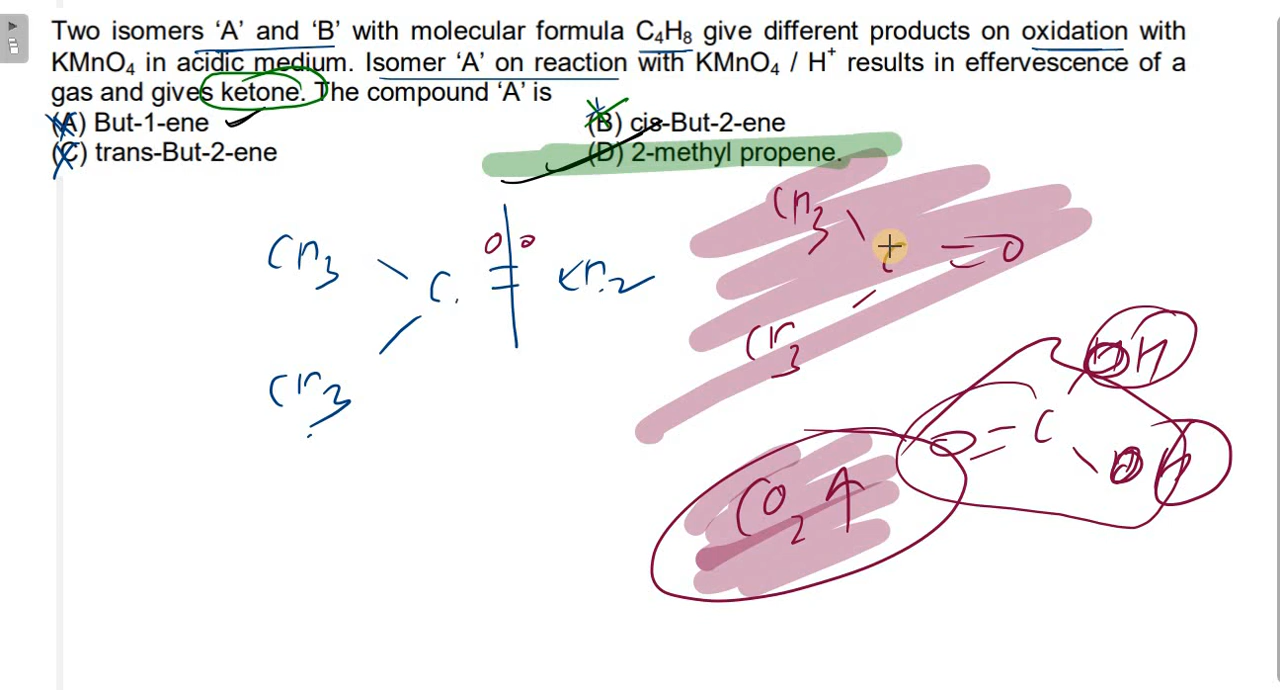 Two isomers ‘A’ and ‘B’ with molecular formula C₄H₈ give different products on oxidation with
KMnO₄ in acidic medium. Isomer ‘A’ on reaction with KMnO₄ / H⁺ results in effervescence of a
gas and gives ketone. The compound ‘A’ is
(A) But-1-ene (B) cis-But-2-ene
(C) trans-But-2-ene (D) 2-methyl propene.
CH₃
O O
CH₃ C = CH₂
C = O
CH₃
OH
CH₃
O = C
OH
CO₂ ↑